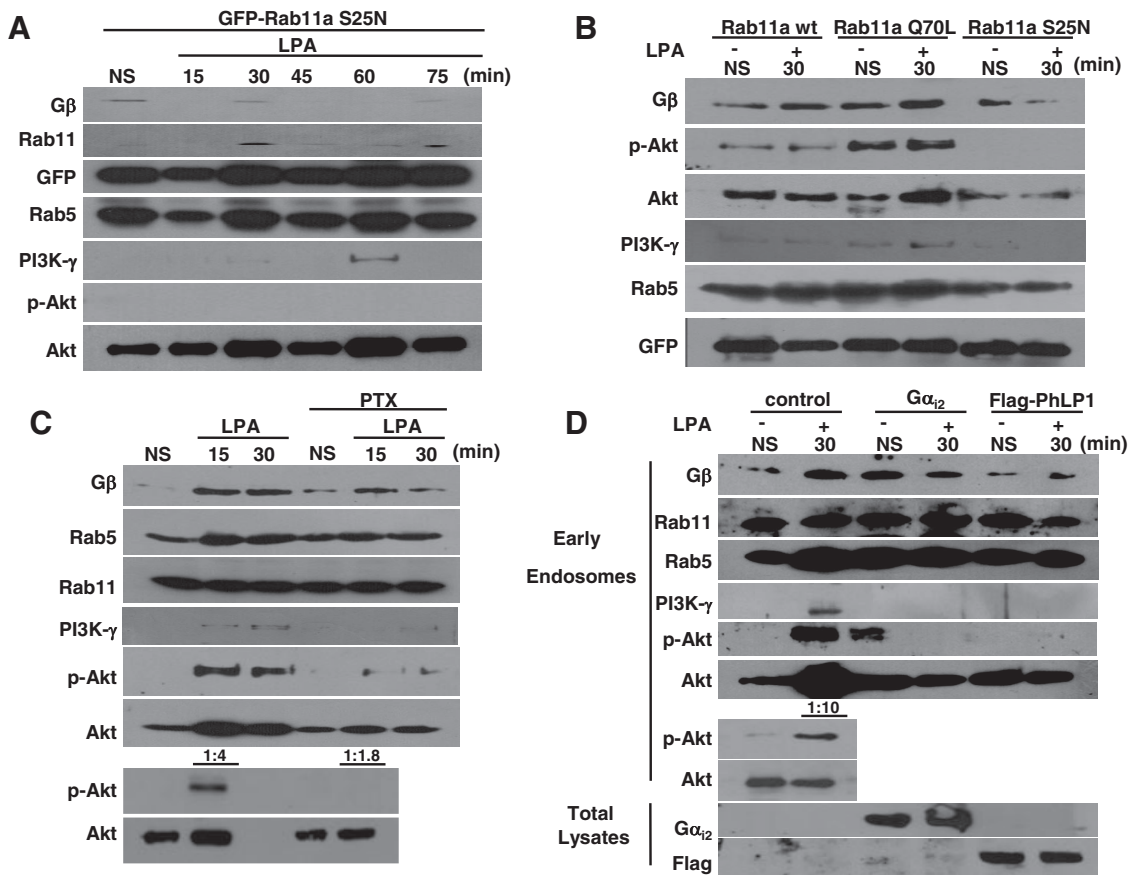 A
GFP-Rab11a S25N
LPA
NS 15 30 45 60 75 (min)
Gβ
Rab11
GFP
Rab5
PI3K-γ
p-Akt
Akt
B
Rab11a wt Rab11a Q70L Rab11a S25N
LPA - + - + - +
NS 30 NS 30 NS 30 (min)
Gβ
p-Akt
Akt
PI3K-γ
Rab5
GFP
C
PTX
LPA LPA
NS 15 30 NS 15 30 (min)
Gβ
Rab5
Rab11
PI3K-γ
p-Akt
Akt
1:4 1:1.8
p-Akt
Akt
D
control Gαi2 Flag-PhLP1
LPA - + - + - +
NS 30 NS 30 NS 30 (min)
Early
Endosomes
Gβ
Rab11
Rab5
PI3K-γ
p-Akt
Akt
1:10
p-Akt
Akt
Total
Lysates
Gαi2
Flag